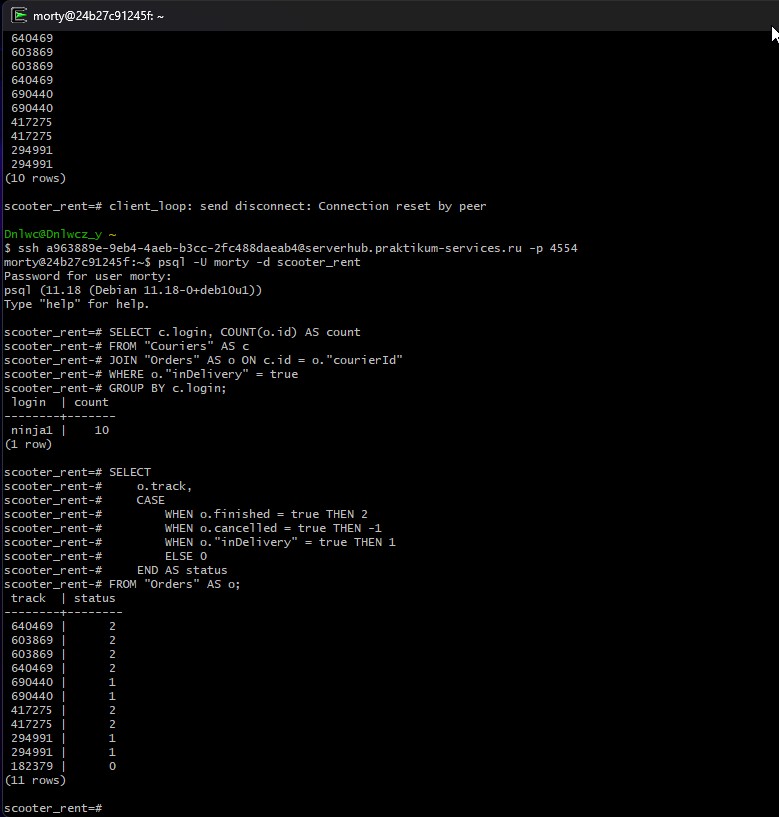 morty@24b27c91245f: ~
640469
603869
603869
640469
690440
690440
417275
417275
294991
294991
(10 rows)
scooter_rent=# client_loop: send disconnect: Connection reset by peer
Dnlwc@Dnlwcz_y ~
$ ssh a963889e-9eb4-4aeb-b3cc-2fc488daeab4@serverhub.praktikum-services.ru -p 4554
morty@24b27c91245f:~$ psql -U morty -d scooter_rent
Password for user morty:
psql (11.18 (Debian 11.18-0+deb10u1))
Type "help" for help.
scooter_rent=# SELECT c.login, COUNT(o.id) AS count
scooter_rent-# FROM "Couriers" AS c
scooter_rent-# JOIN "Orders" AS o ON c.id = o."courierId"
scooter_rent-# WHERE o."inDelivery" = true
scooter_rent-# GROUP BY c.login;
 login  | count
--------+-------
 ninja1 |    10
(1 row)
scooter_rent=# SELECT
scooter_rent-#     o.track,
scooter_rent-#     CASE
scooter_rent-#         WHEN o.finished = true THEN 2
scooter_rent-#         WHEN o.cancelled = true THEN -1
scooter_rent-#         WHEN o."inDelivery" = true THEN 1
scooter_rent-#         ELSE 0
scooter_rent-#     END AS status
scooter_rent-# FROM "Orders" AS o;
 track  | status
--------+--------
 640469 |      2
 603869 |      2
 603869 |      2
 640469 |      2
 690440 |      1
 690440 |      1
 417275 |      2
 417275 |      2
 294991 |      1
 294991 |      1
 182379 |      0
(11 rows)
scooter_rent=#